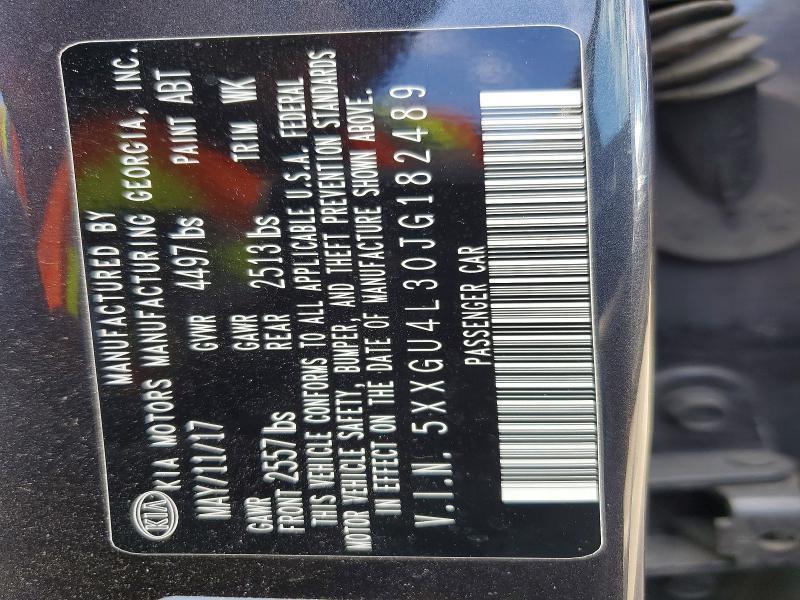 MANUFACTURED BY
KIA KIA MOTORS MANUFACTURING GEORGIA, INC.
MAY/11/17 GVWR 4497lbs PAINT ABT
GAWR FRONT 2557lbs GAWR REAR 2513lbs TRIM WK
THIS VEHICLE CONFORMS TO ALL APPLICABLE U.S.A. FEDERAL
MOTOR VEHICLE SAFETY, BUMPER, AND THEFT PREVENTION STANDARDS
IN EFFECT ON THE DATE OF MANUFACTURE SHOWN ABOVE.
V.I.N. 5XXGU4L30JG182489
PASSENGER CAR